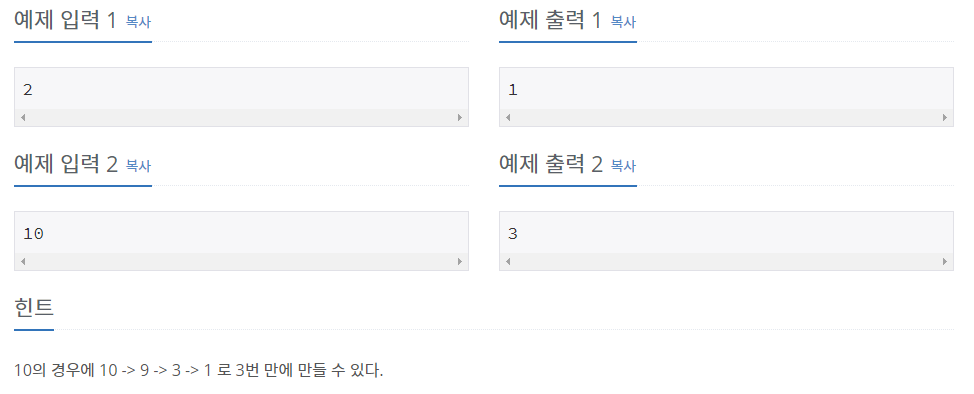 예제 입력 1 복사
예제 출력 1 복사
2
1
예제 입력 2 복사
예제 출력 2 복사
10
3
힌트
10의 경우에 10 -> 9 -> 3 -> 1 로 3번 만에 만들 수 있다.